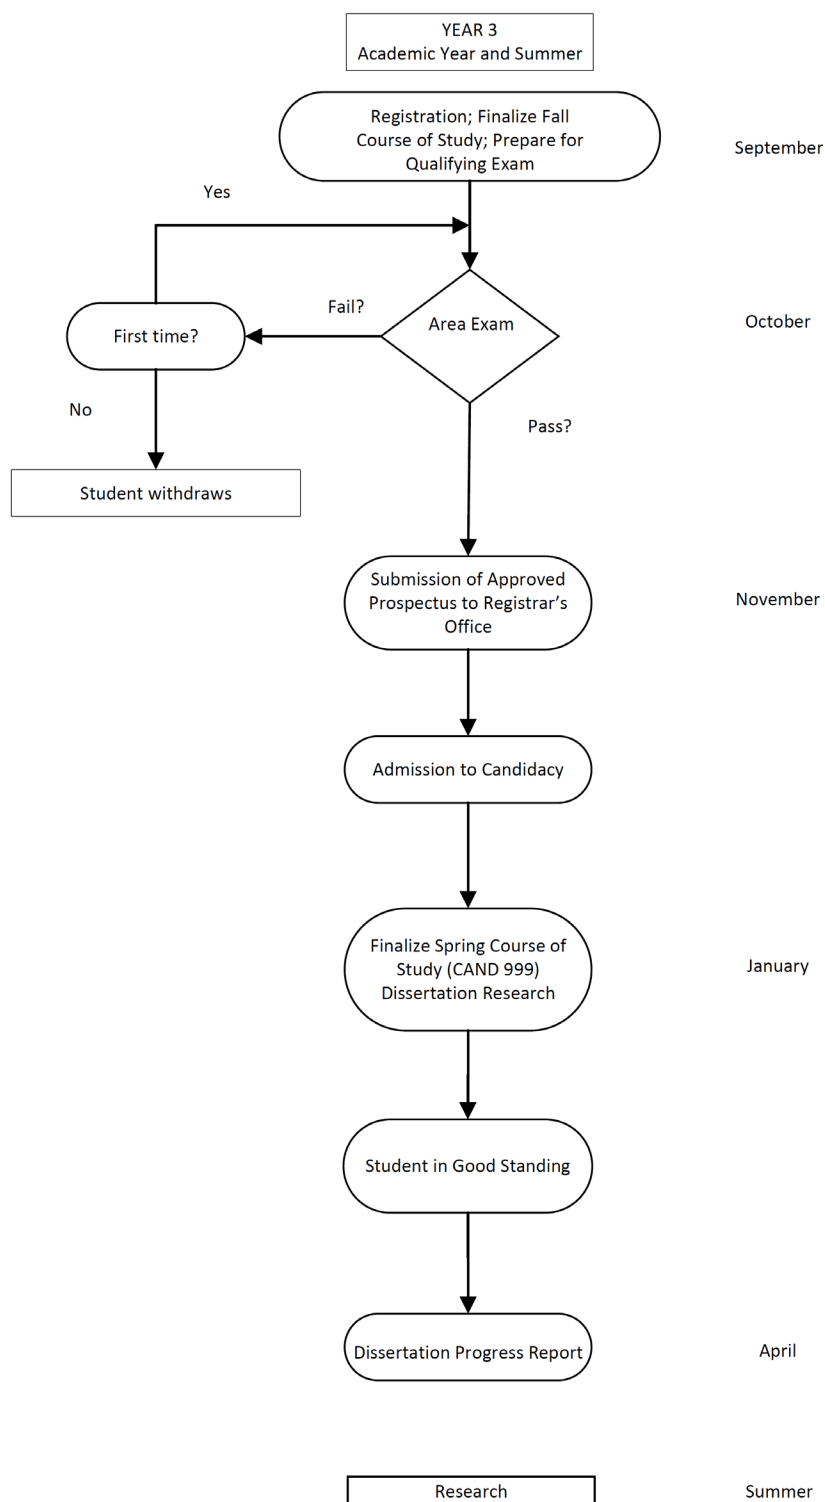 YEAR 3
Academic Year and Summer
Registration; Finalize Fall
Course of Study; Prepare for
Qualifying Exam
September
Yes
Fail?
Area Exam
October
First time?
No
Pass?
Student withdraws
Submission of Approved
Prospectus to Registrar’s
Office
November
Admission to Candidacy
Finalize Spring Course of
Study (CAND 999)
Dissertation Research
January
Student in Good Standing
Dissertation Progress Report
April
Research
Summer